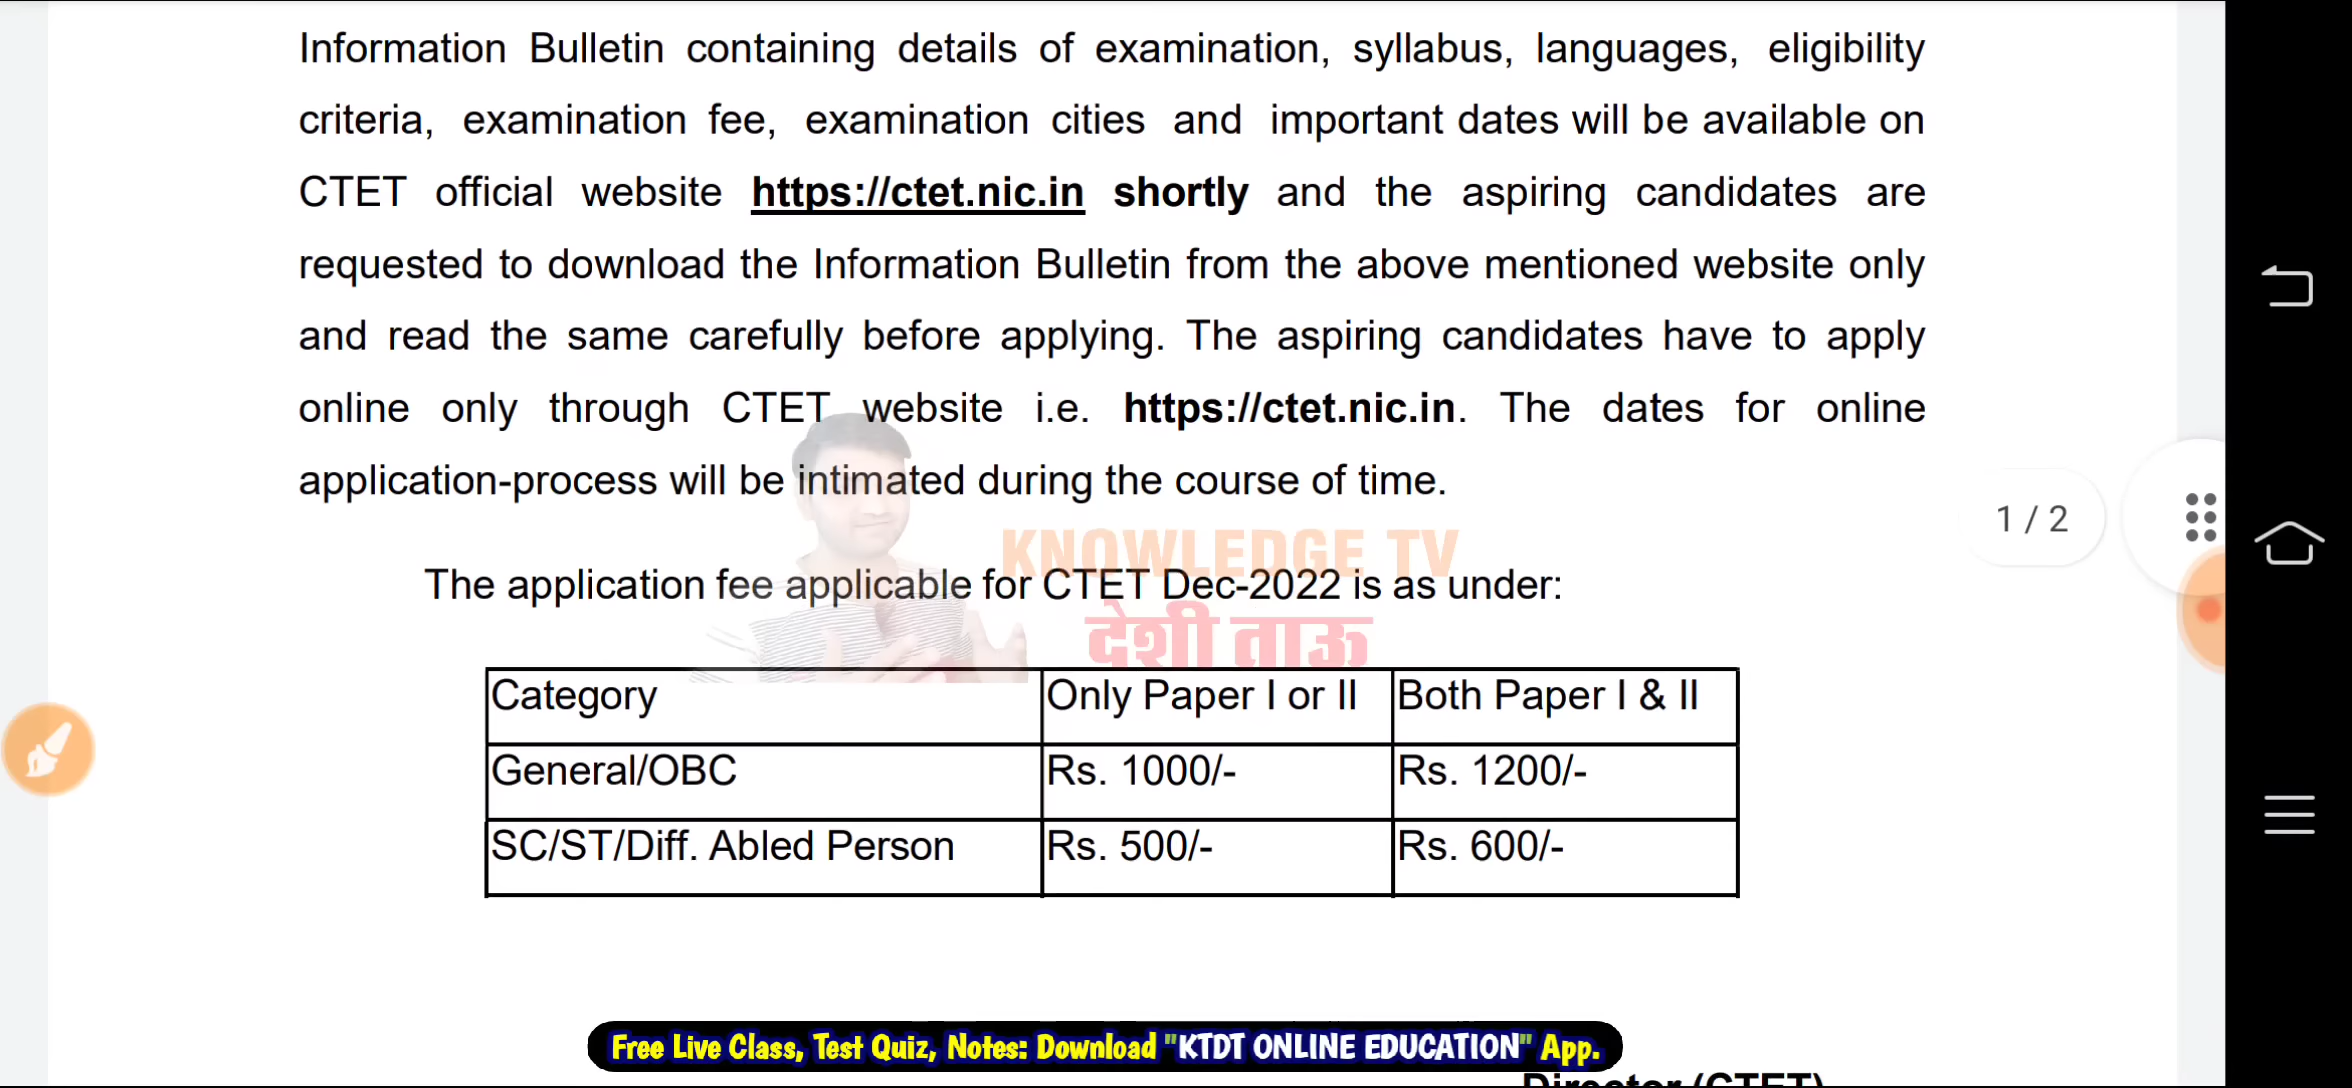 Information Bulletin containing details of examination, syllabus, languages, eligibility
criteria, examination fee, examination cities and important dates will be available on
CTET official website https://ctet.nic.in shortly and the aspiring candidates are
requested to download the Information Bulletin from the above mentioned website only
and read the same carefully before applying. The aspiring candidates have to apply
online only through CTET website i.e. https://ctet.nic.in. The dates for online
application-process will be intimated during the course of time.
1 / 2
KNOWLEDGE TV
The application fee applicable for CTET Dec-2022 is as under:
देशी ताऊ
Category Only Paper I or II Both Paper I & II
General/OBC Rs. 1000/- Rs. 1200/-
SC/ST/Diff. Abled Person Rs. 500/- Rs. 600/-
Free Live Class, Test Quiz, Notes: Download "KTDT ONLINE EDUCATION" App.
Director (CTET)